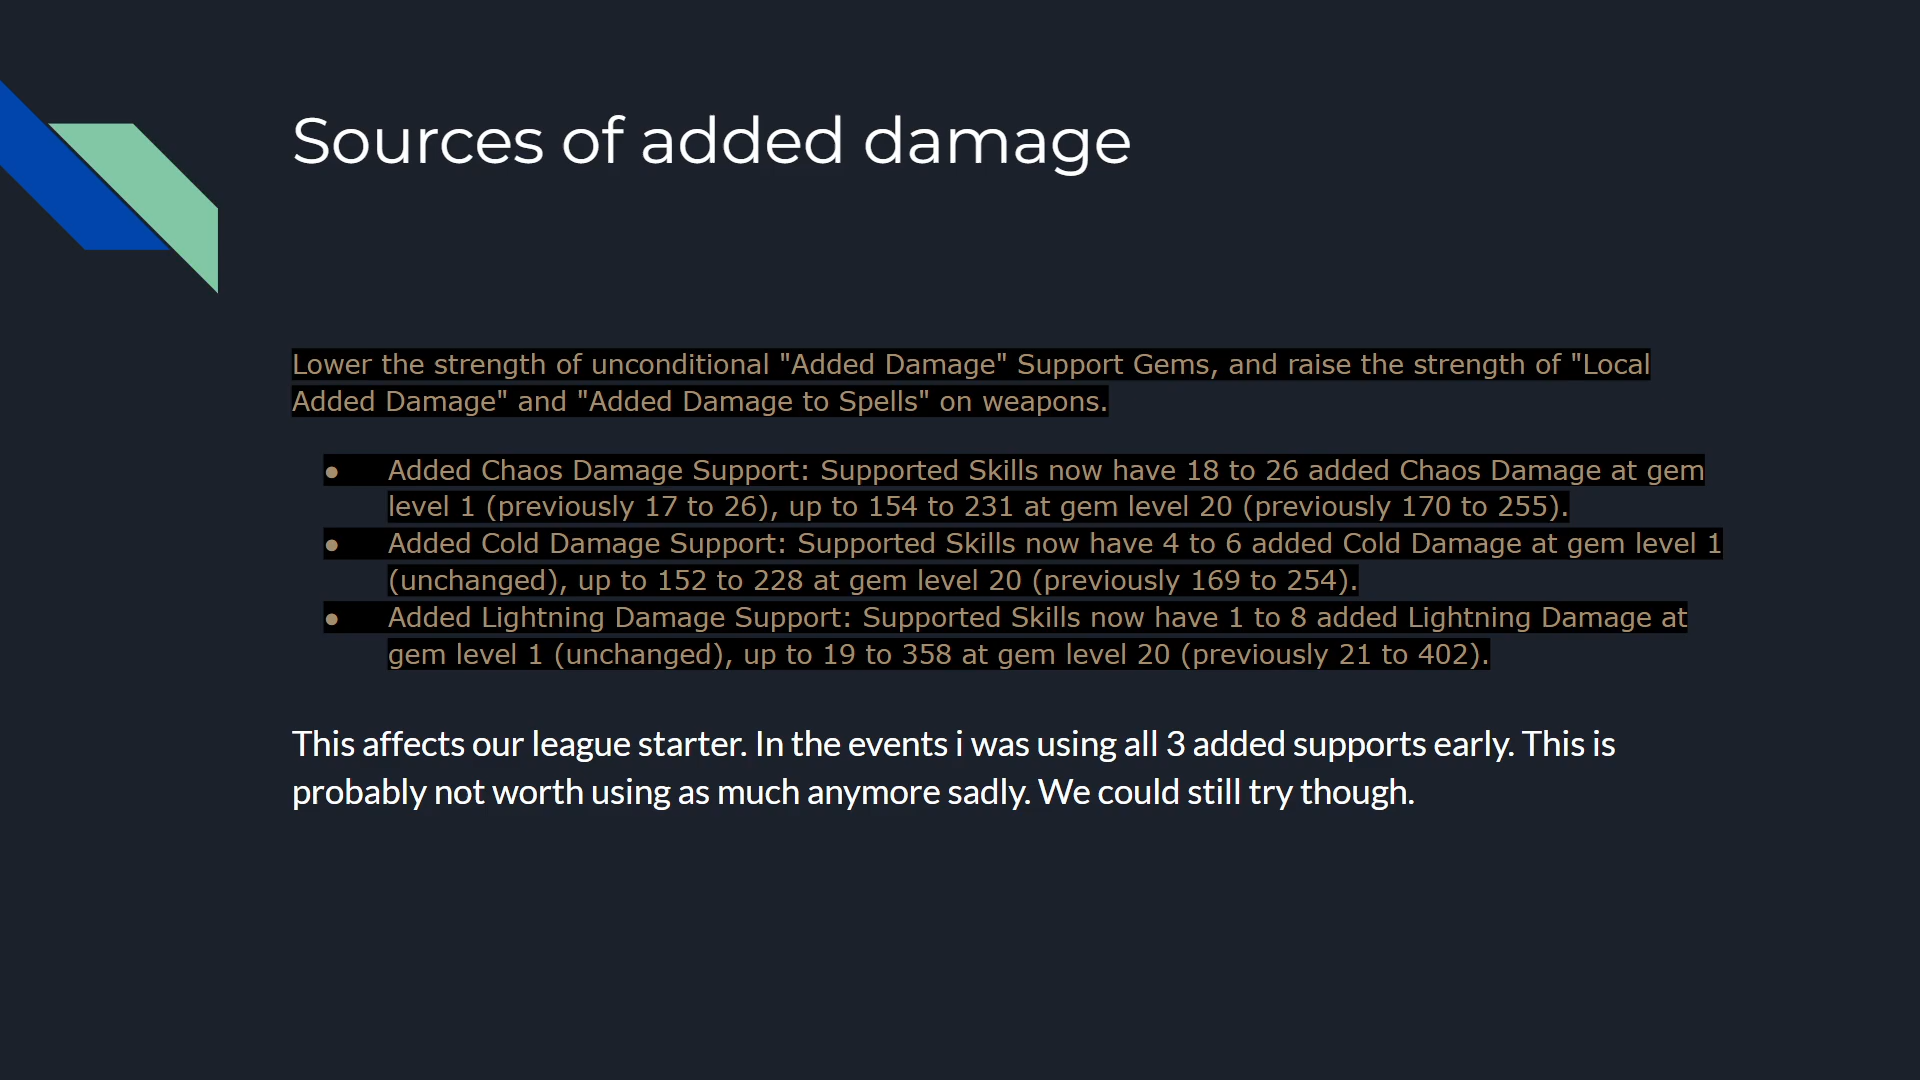 Sources of added damage
Lower the strength of unconditional "Added Damage" Support Gems, and raise the strength of "Local
Added Damage" and "Added Damage to Spells" on weapons.
● Added Chaos Damage Support: Supported Skills now have 18 to 26 added Chaos Damage at gem
level 1 (previously 17 to 26), up to 154 to 231 at gem level 20 (previously 170 to 255).
● Added Cold Damage Support: Supported Skills now have 4 to 6 added Cold Damage at gem level 1
(unchanged), up to 152 to 228 at gem level 20 (previously 169 to 254).
● Added Lightning Damage Support: Supported Skills now have 1 to 8 added Lightning Damage at
gem level 1 (unchanged), up to 19 to 358 at gem level 20 (previously 21 to 402).
This affects our league starter. In the events i was using all 3 added supports early. This is
probably not worth using as much anymore sadly. We could still try though.